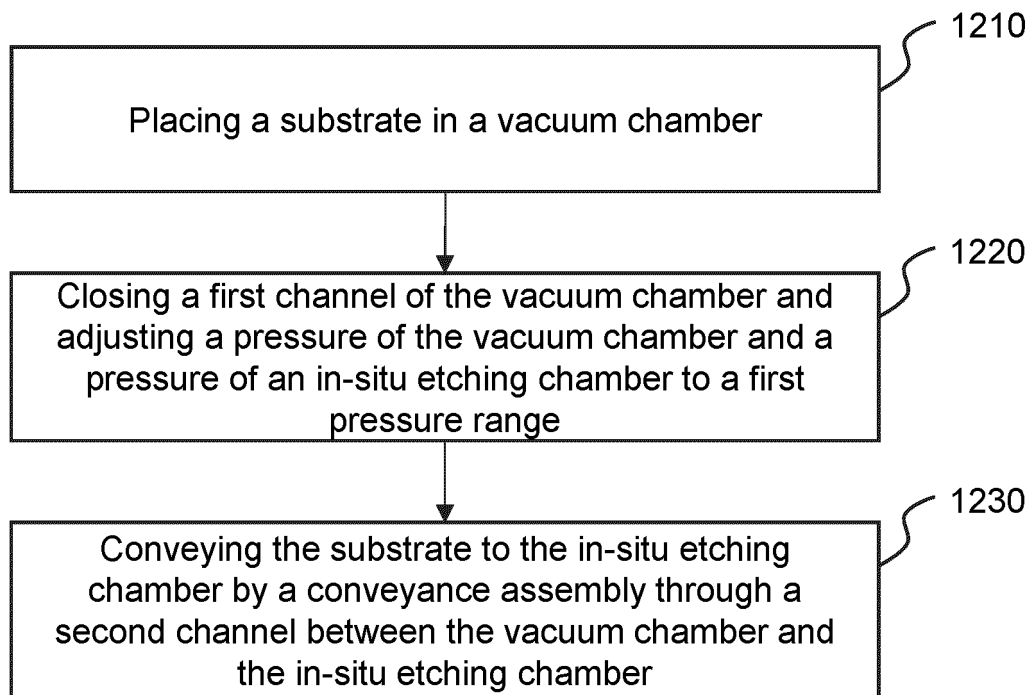 1210
Placing a substrate in a vacuum chamber
1220
Closing a first channel of the vacuum chamber and
adjusting a pressure of the vacuum chamber and a
pressure of an in-situ etching chamber to a first
pressure range
1230
Conveying the substrate to the in-situ etching
chamber by a conveyance assembly through a
second channel between the vacuum chamber and
the in-situ etching chamber